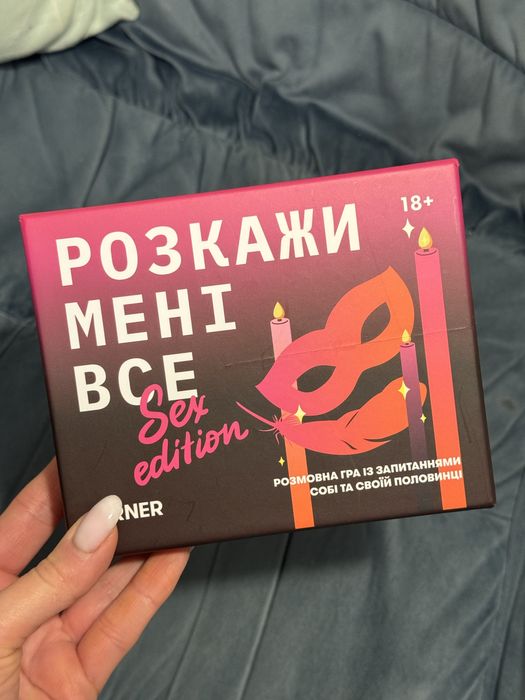 18+
РОЗКАЖИ
МЕНІ
ВСЕ
Sex
edition
РОЗМОВНА ГРА ІЗ ЗАПИТАННЯМИ
СОБІ ТА СВОЇЙ ПОЛОВИНЦІ